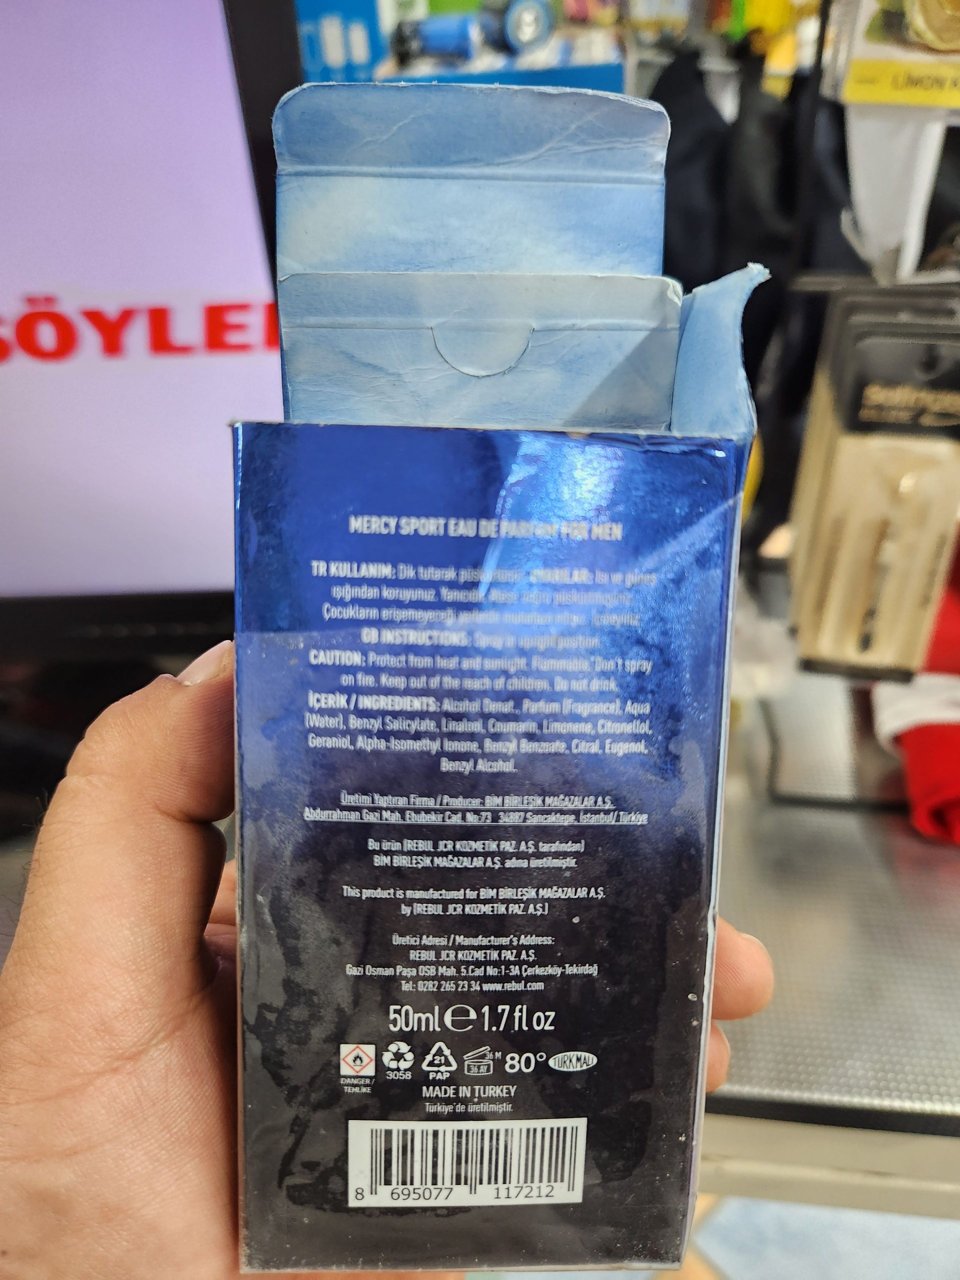 LİMON
SÖYLE
MERCY SPORT EAU DE PARFUM FOR MEN
TR KULLANIM: Dik tutarak Isı ve güneş
ışığından koruyunuz.
Çocukların erişemeyeceği
GB INSTRUCTIONS: Spray in upright position.
CAUTION: Protect from heat and sunlight. Flammable. Don't spray
on fire. Keep out of the reach of children. Do not drink.
İÇERİK / INGREDIENTS: Alcohol Denat., Parfum (Fragrance), Aqua
(Water), Benzyl Salicylate, Linalool, Coumarin, Limonene, Citronellol,
Geraniol, Alpha-Isomethyl Ionone, Benzyl Benzoate, Citral, Eugenol,
Benzyl Alcohol.
Üretimi Yaptıran Firma / Producer: BİM BİRLEŞİK MAĞAZALAR A.Ş.
Abdurrahman Gazi Mah. Ebubekir Cad. No:73 34887 Sancaktepe, İstanbul/ Türkiye
Bu ürün (REBUL JCR KOZMETİK PAZ. A.Ş. tarafından)
BİM BİRLEŞİK MAĞAZALAR A.Ş. adına üretilmiştir.
This product is manufactured for BİM BİRLEŞİK MAĞAZALAR A.Ş.
by (REBUL JCR KOZMETİK PAZ. A.Ş.)
Üretici Adresi / Manufacturer's Address:
REBUL JCR KOZMETİK PAZ. A.Ş.
Gazi Osman Paşa OSB Mah. 5.Cad No:1-3A Çerkezköy-Tekirdağ
Tel: 0282 265 23 34 www.rebul.com
50ml e 1.7 fl oz
DANGER / TEHLİKE
3058
21 PAP
36 M 36 AY
80°
TÜRK MALI
MADE IN TURKEY
Türkiye'de üretilmiştir.
8 695077 117212